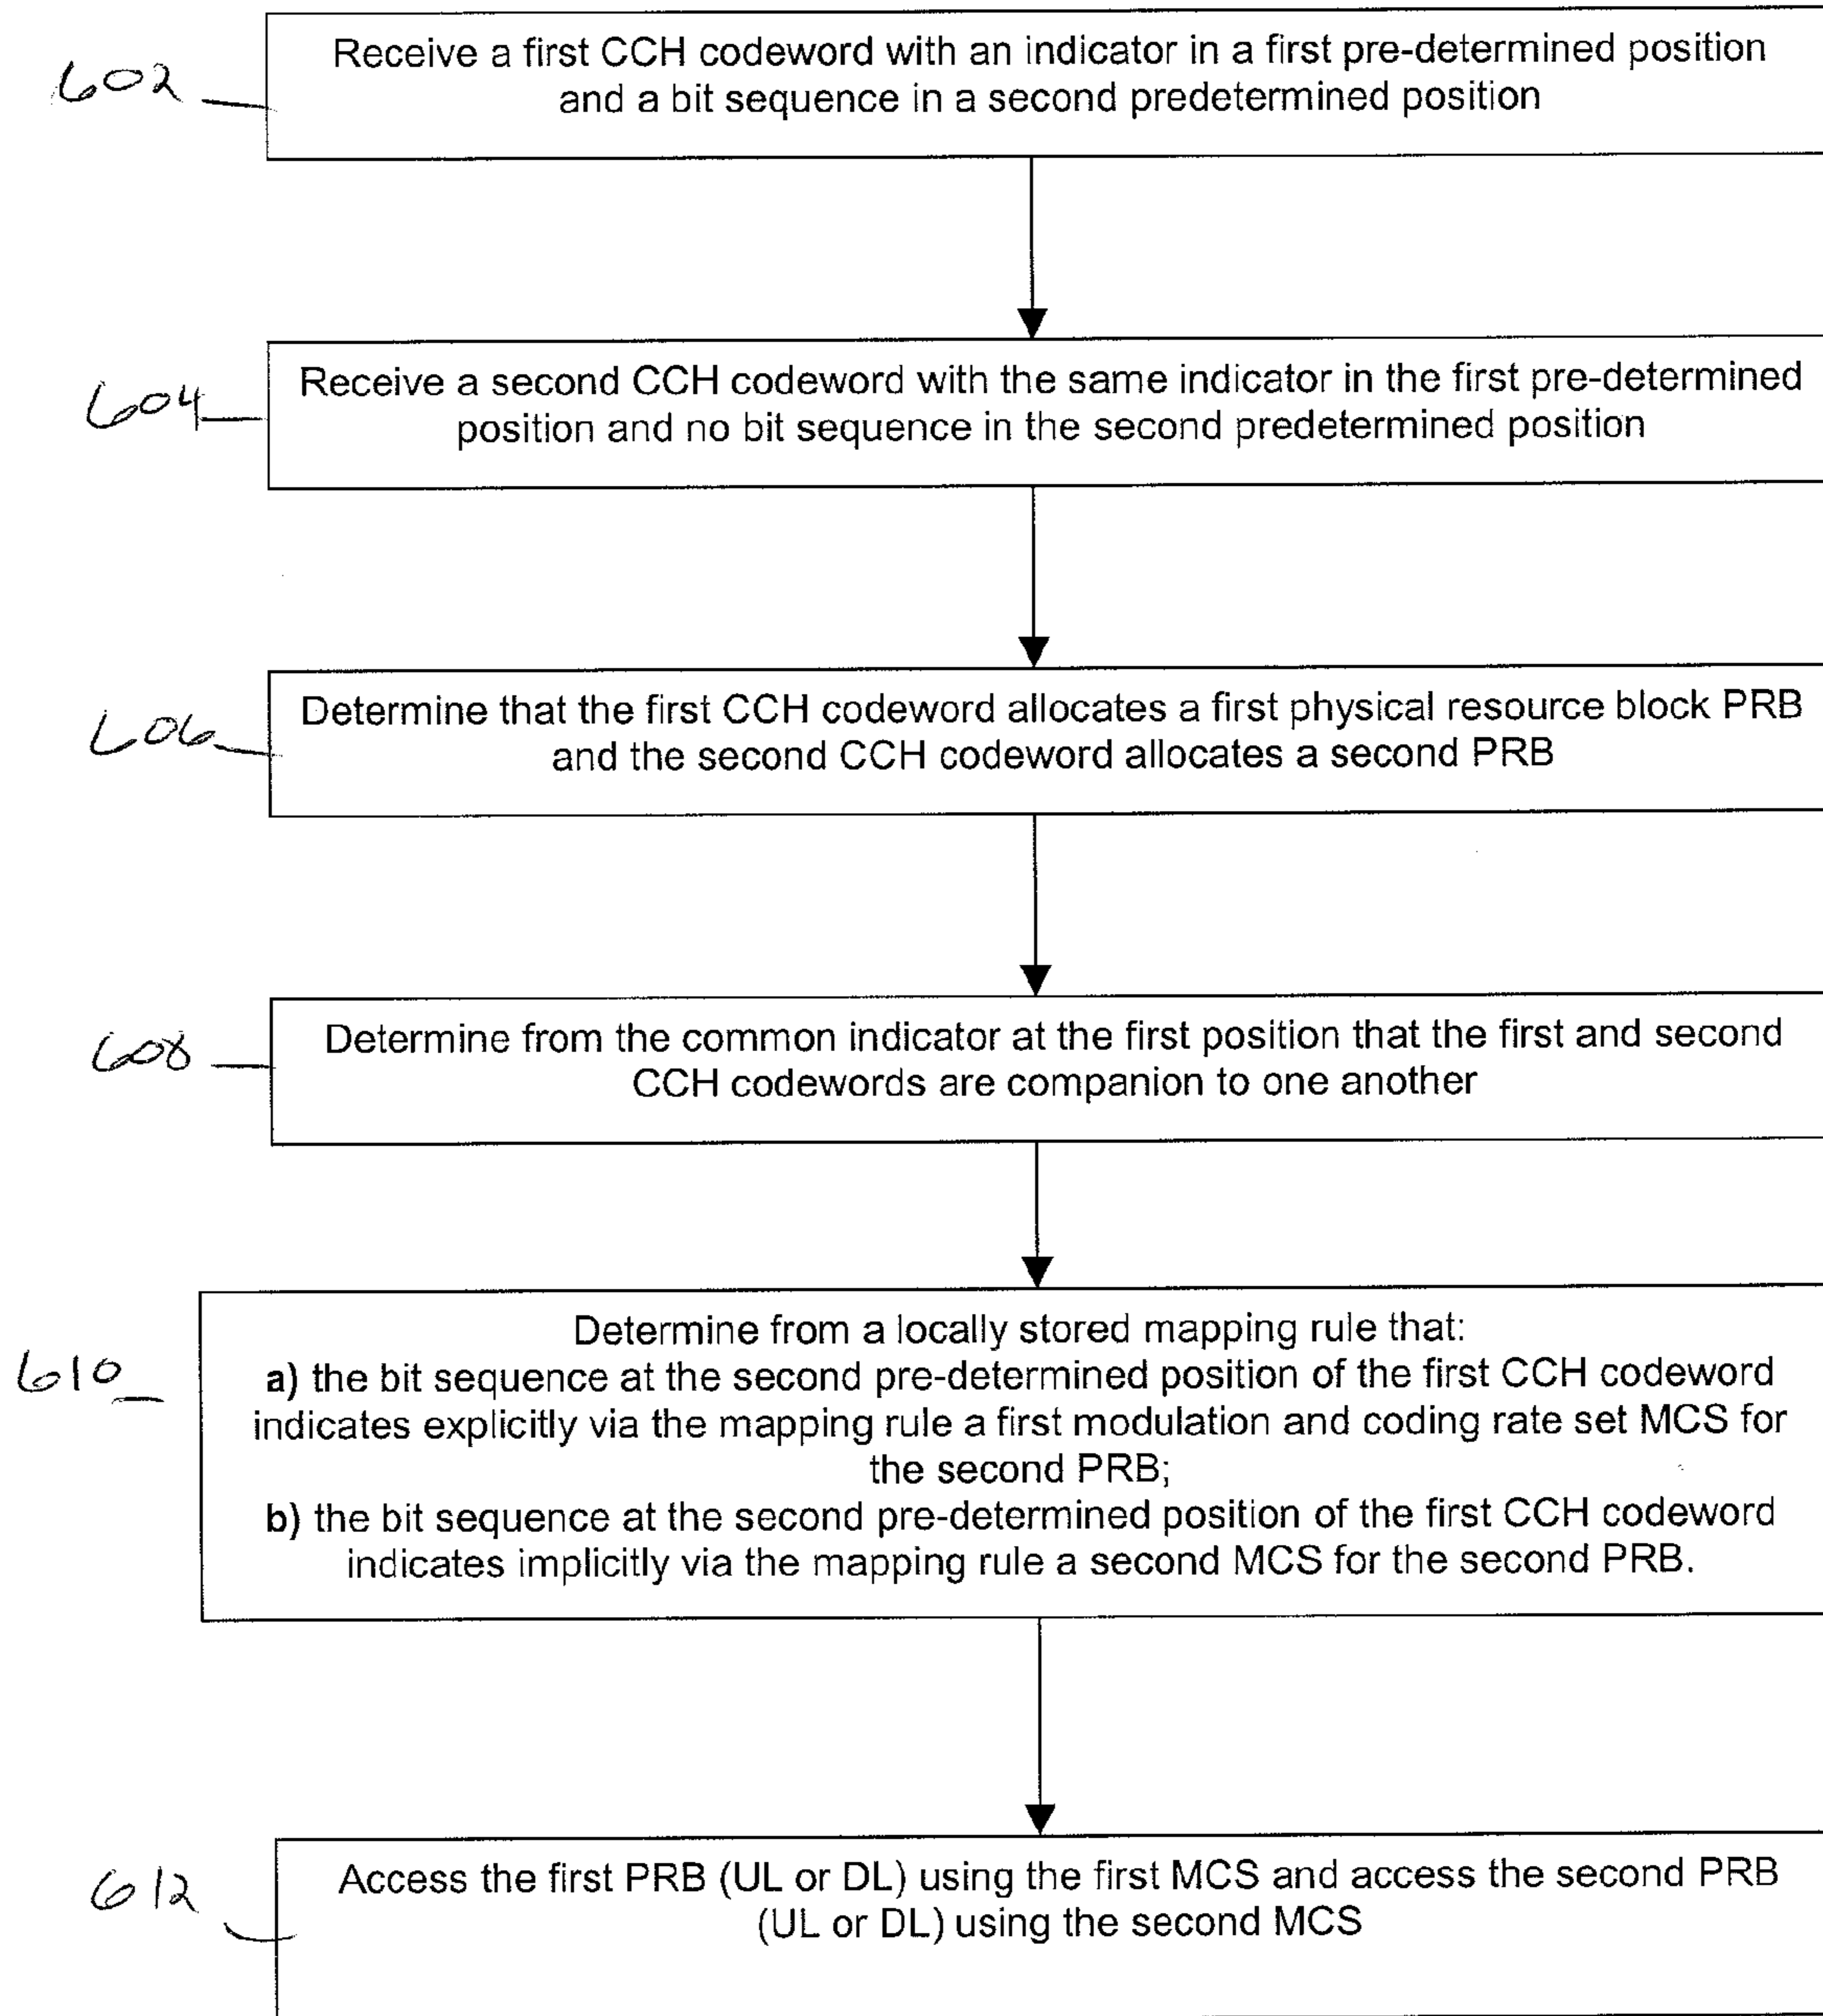 602
Receive a first CCH codeword with an indicator in a first pre-determined position
and a bit sequence in a second predetermined position
604
Receive a second CCH codeword with the same indicator in the first pre-determined
position and no bit sequence in the second predetermined position
606
Determine that the first CCH codeword allocates a first physical resource block PRB
and the second CCH codeword allocates a second PRB
608
Determine from the common indicator at the first position that the first and second
CCH codewords are companion to one another
610
Determine from a locally stored mapping rule that:
a) the bit sequence at the second pre-determined position of the first CCH codeword
indicates explicitly via the mapping rule a first modulation and coding rate set MCS for
the second PRB;
b) the bit sequence at the second pre-determined position of the first CCH codeword
indicates implicitly via the mapping rule a second MCS for the second PRB.
612
Access the first PRB (UL or DL) using the first MCS and access the second PRB
(UL or DL) using the second MCS